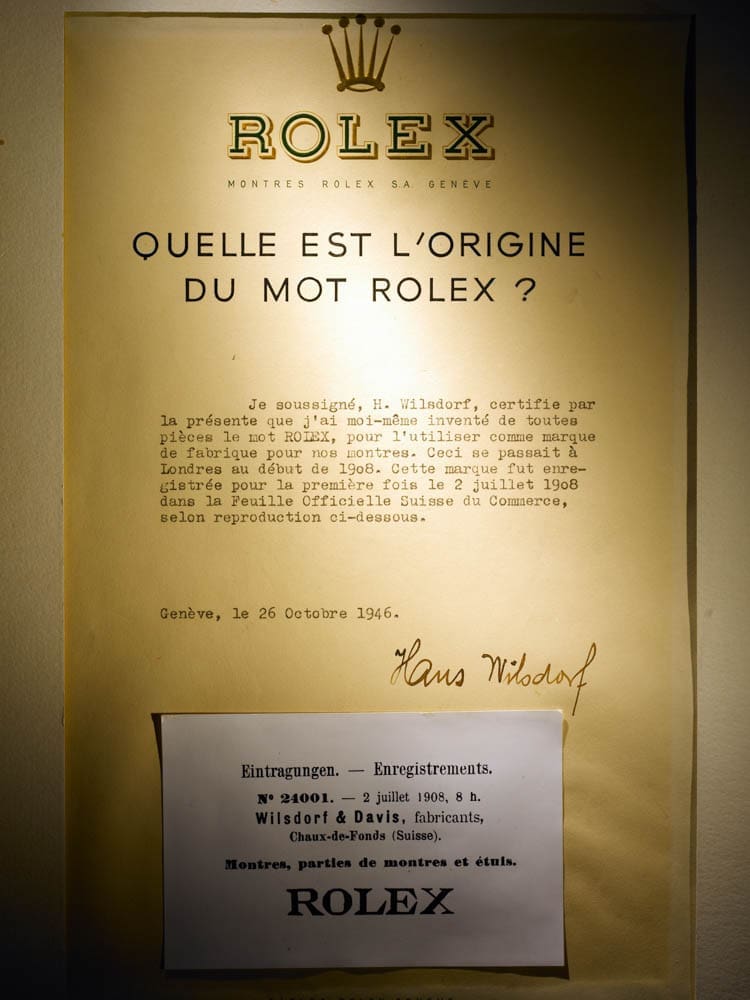 ROLEX
MONTRES ROLEX S.A. GENÈVE
QUELLE EST L'ORIGINE
DU MOT ROLEX ?
Je soussigné, H. Wilsdorf, certifie par
la présente que j'ai moi-même inventé de toutes
pièces le mot ROLEX, pour l'utiliser comme marque
de fabrique pour nos montres. Ceci se passait à
Londres au début de 1908. Cette marque fut enre-
gistrée pour la première fois le 2 juillet 1908
dans la Feuille Officielle Suisse du Commerce,
selon reproduction ci-dessous.
Genève, le 26 Octobre 1946.
Hans Wilsdorf
Eintragungen. — Enregistrements.
Nº 24001. — 2 juillet 1908, 8 h.
Wilsdorf & Davis, fabricants,
Chaux-de-Fonds (Suisse).
Montres, parties de montres et étuis.
ROLEX